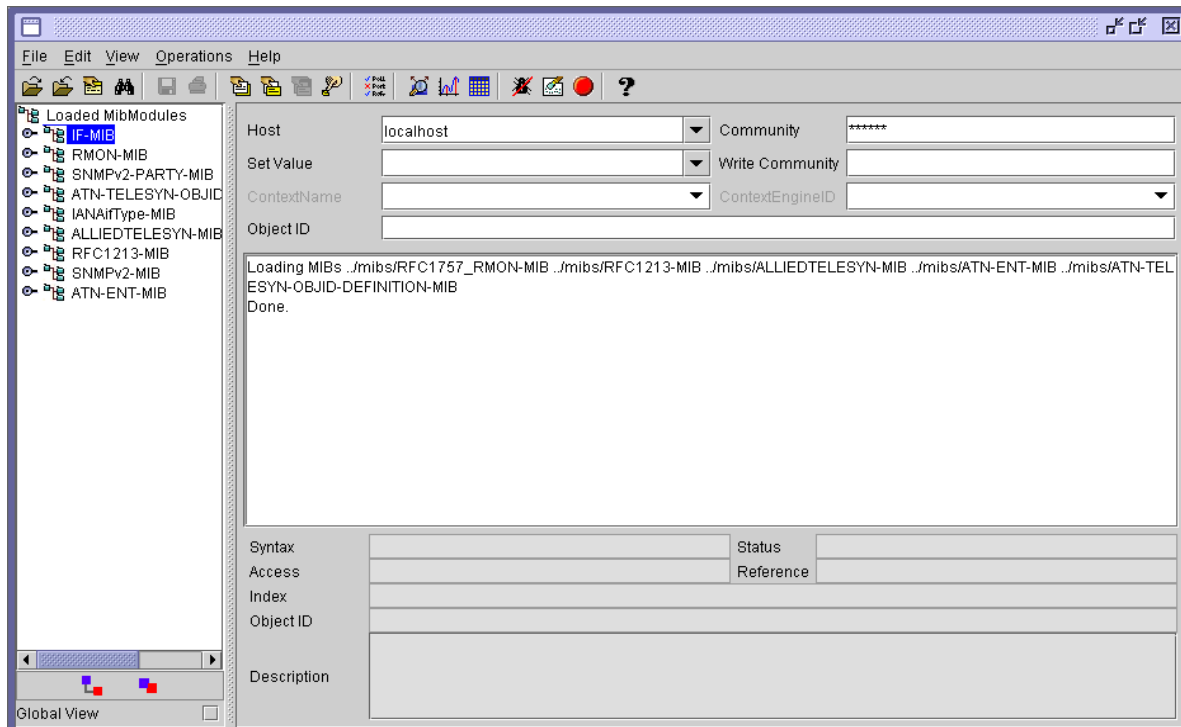 File Edit View Operations Help
Loaded MibModules
IF-MIB
RMON-MIB
SNMPv2-PARTY-MIB
ATN-TELESYN-OBJID
IANAifType-MIB
ALLIEDTELESYN-MIB
RFC1213-MIB
SNMPv2-MIB
ATN-ENT-MIB
Global View
Host localhost Community ******
Set Value Write Community
ContextName ContextEngineID
Object ID
Loading MIBs ../mibs/RFC1757_RMON-MIB ../mibs/RFC1213-MIB ../mibs/ALLIEDTELESYN-MIB ../mibs/ATN-ENT-MIB ../mibs/ATN-TEL
ESYN-OBJID-DEFINITION-MIB
Done.
Syntax Status
Access Reference
Index
Object ID
Description